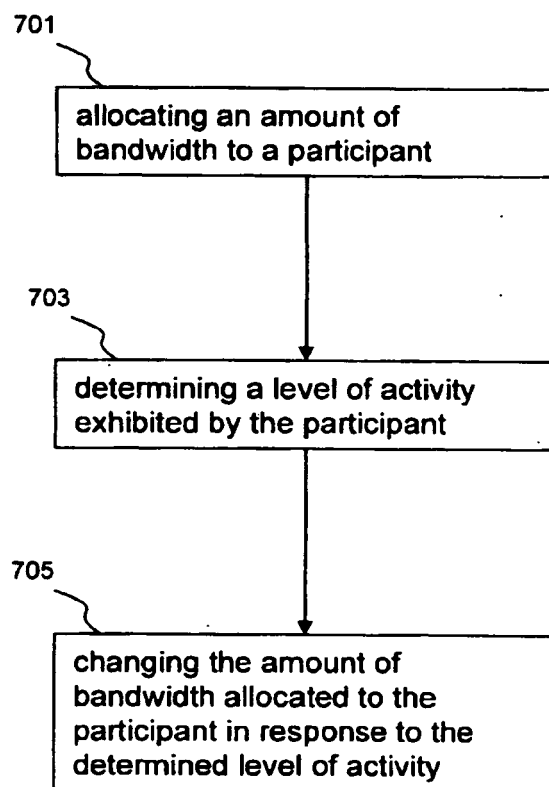 701
allocating an amount of
bandwidth to a participant
703
determining a level of activity
exhibited by the participant
705
changing the amount of
bandwidth allocated to the
participant in response to the
determined level of activity